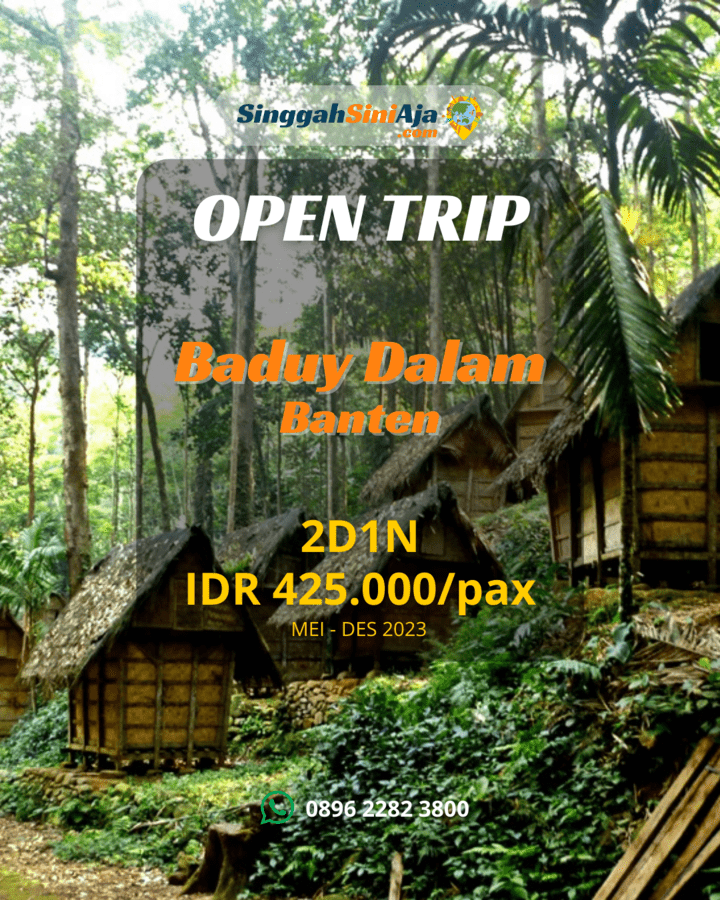 SinggahSiniAja
.com
OPEN TRIP
Baduy Dalam
Banten
2D1N
IDR 425.000/pax
MEI - DES 2023
0896 2282 3800